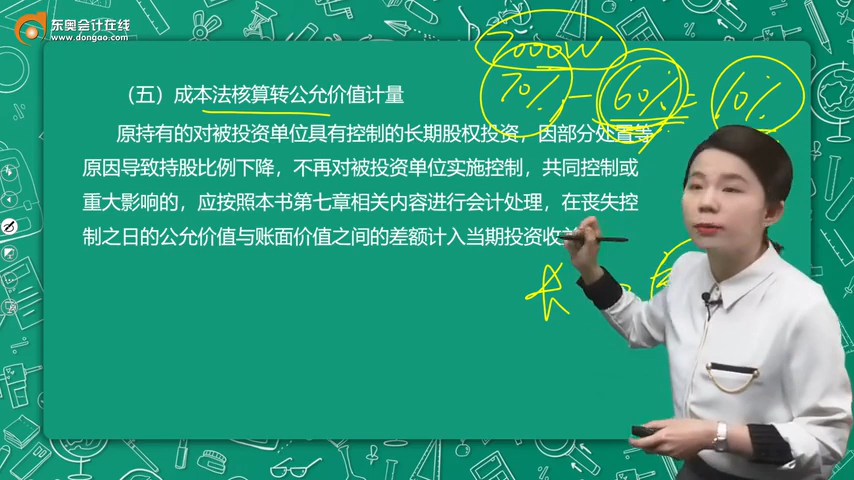 东奥会计在线
www.dongao.com
7000W
70% - 60% = 10%
（五）成本法核算转公允价值计量
原持有的对被投资单位具有控制的长期股权投资，因部分处置等
原因导致持股比例下降，不再对被投资单位实施控制，共同控制或
重大影响的，应按照本书第七章相关内容进行会计处理，在丧失控
制之日的公允价值与账面价值之间的差额计入当期投资收益
长